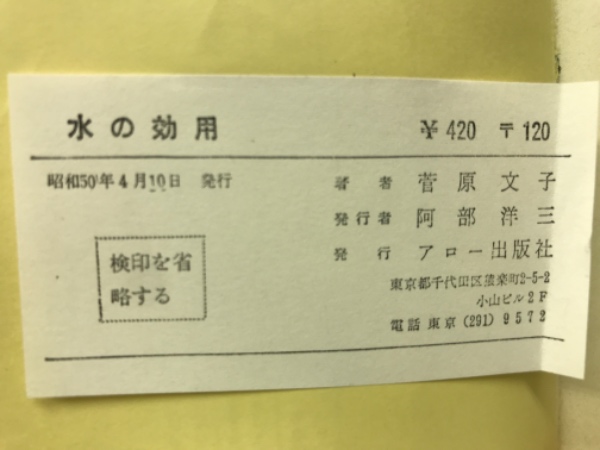 水の効用
¥420 〒120
昭和50年4月10日 発行
著者 菅原文子
発行者 阿部洋三
発行 アロー出版社
東京都千代田区猿楽町2-5-2
小山ビル2F
電話東京(291)9572
検印を省
略する